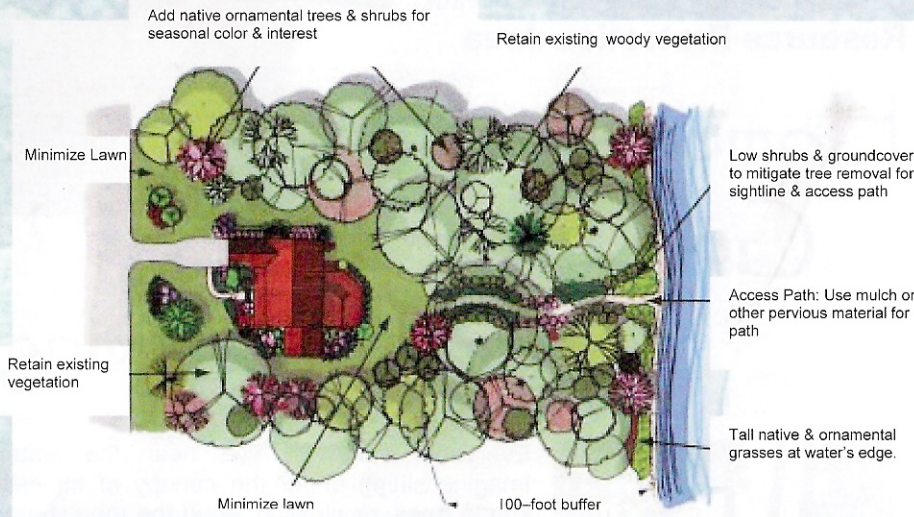 Add native ornamental trees & shrubs for
seasonal color & interest
Retain existing woody vegetation
Minimize Lawn
Low shrubs & groundcover
to mitigate tree removal for
sightline & access path
Access Path: Use mulch or
other pervious material for
path
Retain existing
vegetation
Tall native & ornamental
grasses at water's edge.
Minimize lawn
100–foot buffer